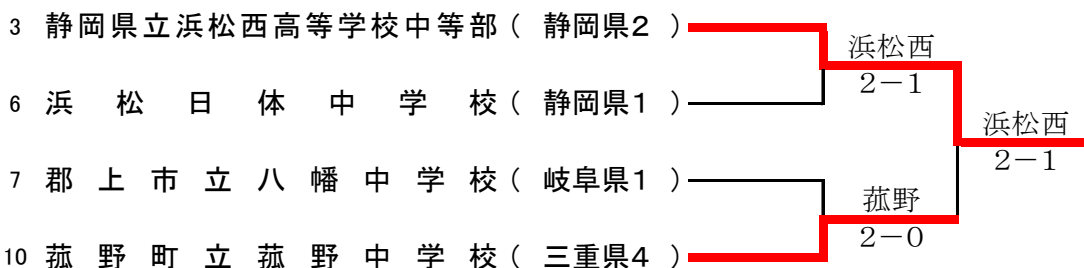 3 静岡県立浜松西高等学校中等部（ 静岡県2 ）
浜松西
2－1
6 浜松日体中学校（ 静岡県1 ）
浜松西
2－1
7 郡上市立八幡中学校（ 岐阜県1 ）
菰野
2－0
10 菰野町立菰野中学校（ 三重県4 ）